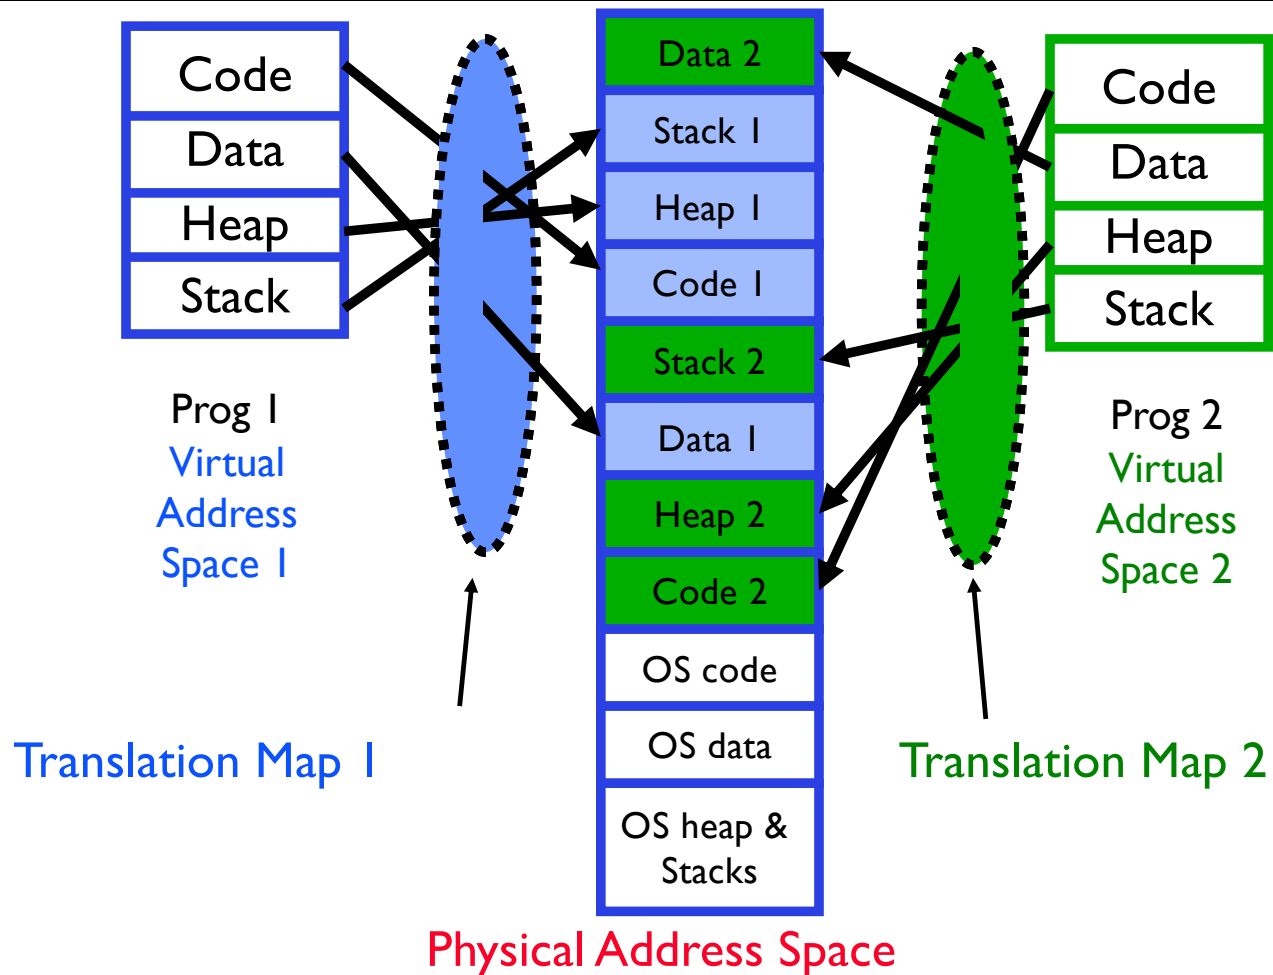 Code
Data
Heap
Stack
Prog 1
Virtual
Address
Space 1
Translation Map 1
Data 2
Stack 1
Heap 1
Code 1
Stack 2
Data 1
Heap 2
Code 2
OS code
OS data
OS heap &
Stacks
Physical Address Space
Code
Data
Heap
Stack
Prog 2
Virtual
Address
Space 2
Translation Map 2